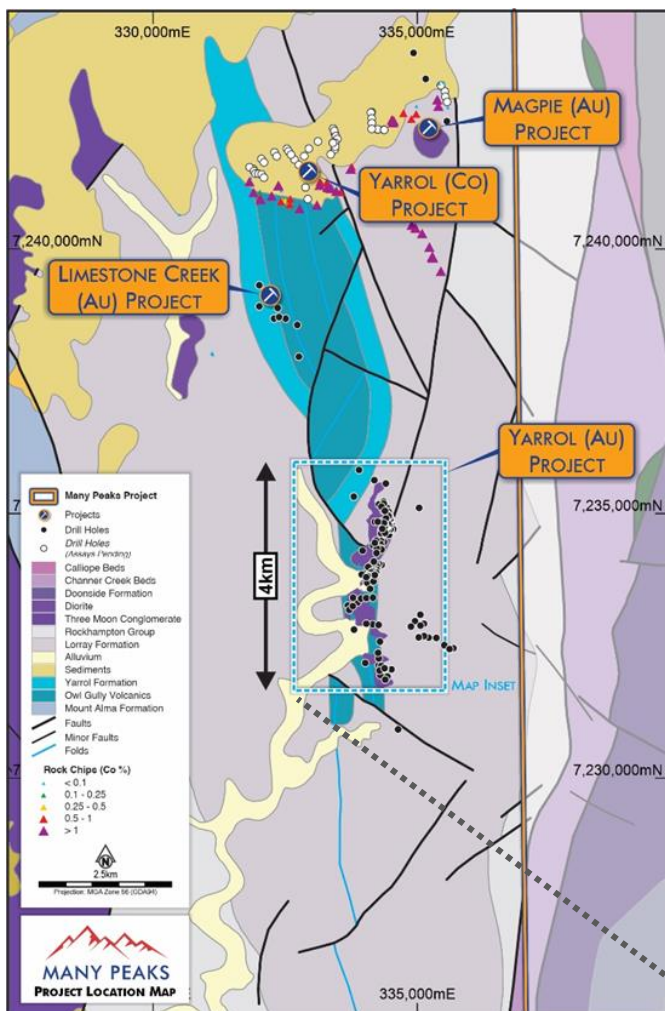 330,000mE
335,000mE
MAGPIE (AU)
PROJECT
YARROL (CO)
PROJECT
7,240,000mN
7,240,000mN
LIMESTONE CREEK
(AU) PROJECT
YARROL (AU)
PROJECT
Many Peaks Project
Projects
Drill Holes
Drill Holes
(Assays Pending)
Calliope Beds
Channer Creek Beds
Doonside Formation
Diorite
Three Moon Conglomerate
Rockhampton Group
Lorray Formation
Alluvium
Sediments
Yarrol Formation
Owl Gully Volcanics
Mount Alma Formation
Faults
Minor Faults
Folds
Rock Chips (Co %)
< 0.1
0.1 - 0.25
0.25 - 0.5
0.5 - 1
> 1
N
2.5km
Projection: MGA Zone 56 (GDA94)
7,235,000mN
4km
MAP INSET
7,230,000mN
MANY PEAKS
PROJECT LOCATION MAP
335,000mE